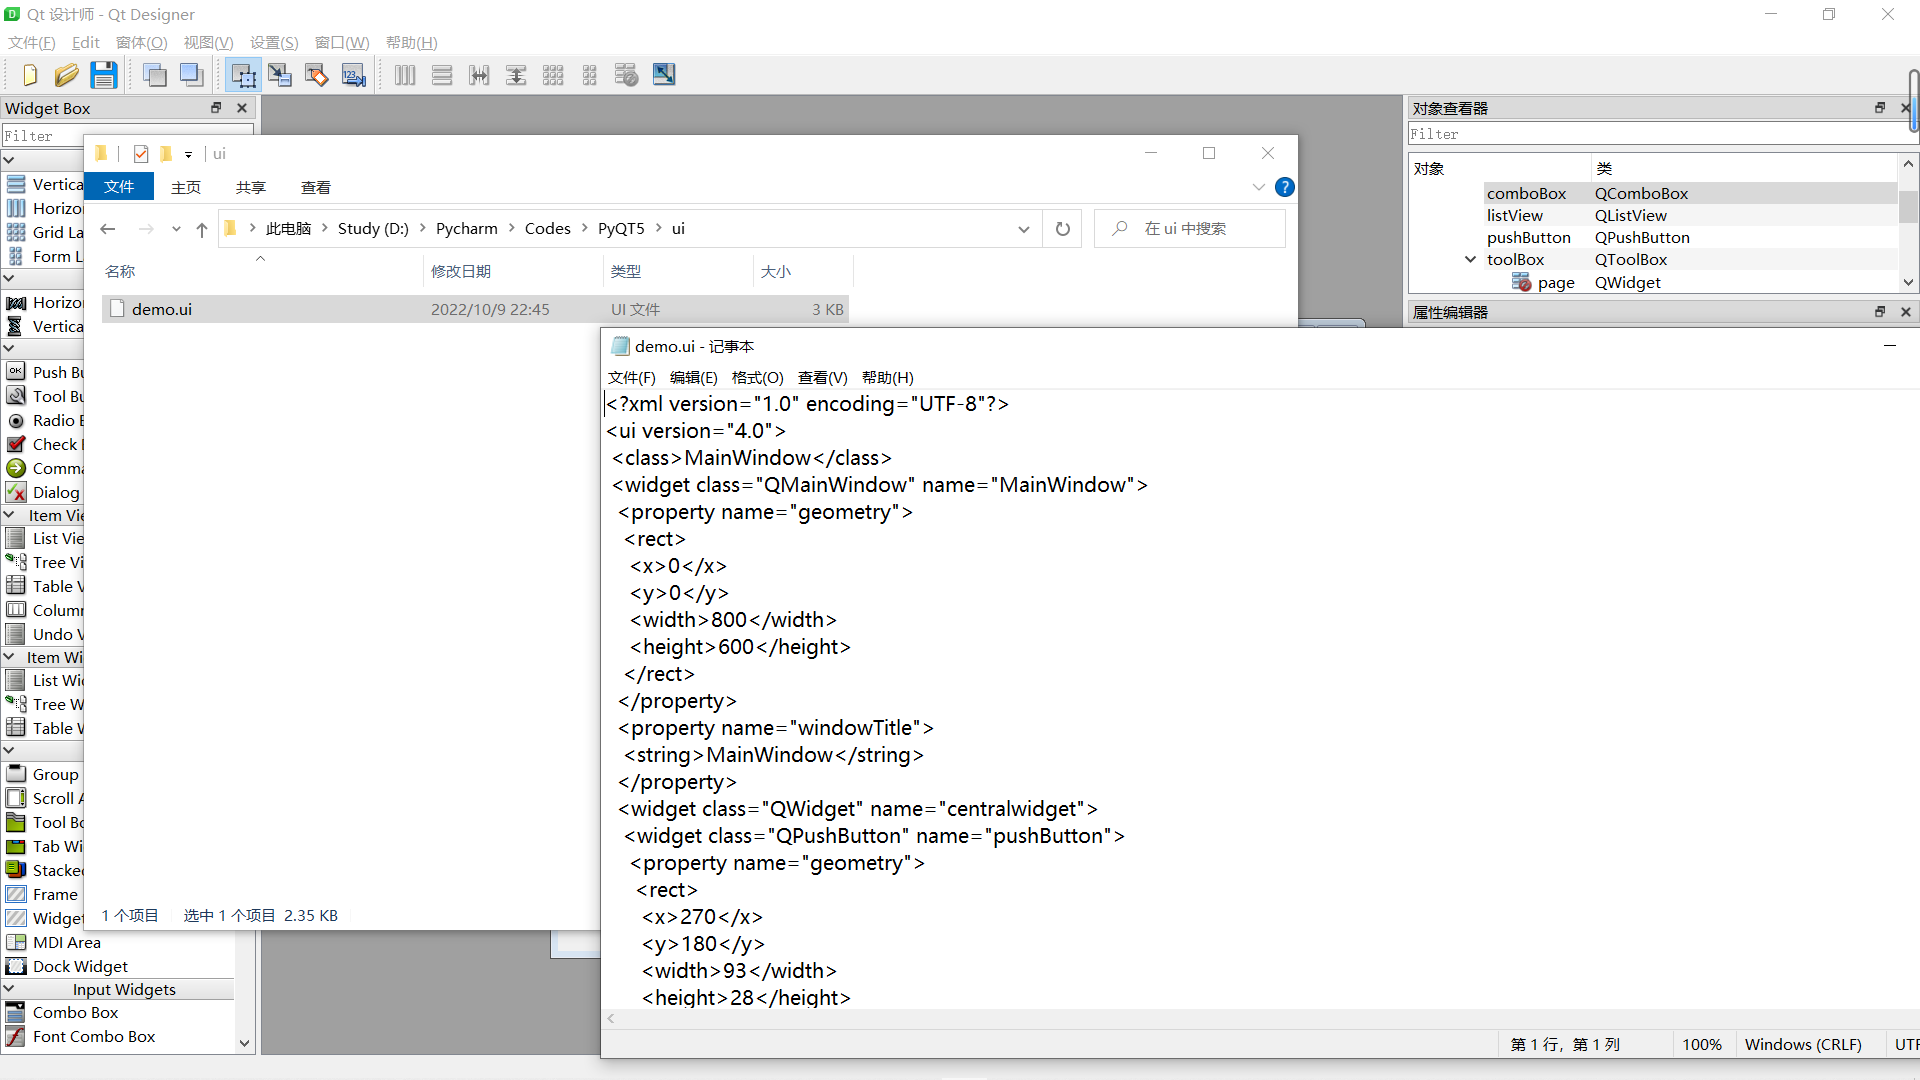 Qt 设计师 - Qt Designer
文件(F) Edit 窗体(O) 视图(V) 设置(S) 窗口(W) 帮助(H)
Widget Box
Filter
Vertica
Horizo
Grid La
Form L
Horizo
Vertica
Push Bu
Tool Bu
Radio B
Check
Comma
Dialog
Item Vie
List Vie
Tree Vi
Table V
Column
Undo V
Item Wi
List Wi
Tree W
Table W
Group
Scroll A
Tool Bo
Tab Wi
Stacked
Frame
Widget
MDI Area
Dock Widget
Input Widgets
Combo Box
Font Combo Box
ui
文件 主页 共享 查看
此电脑 Study (D:) Pycharm Codes PyQT5 ui
在 ui 中搜索
名称 修改日期 类型 大小
demo.ui 2022/10/9 22:45 UI 文件 3 KB
1 个项目 选中 1 个项目 2.35 KB
demo.ui - 记事本
文件(F) 编辑(E) 格式(O) 查看(V) 帮助(H)
<?xml version="1.0" encoding="UTF-8"?>
<ui version="4.0">
<class>MainWindow</class>
<widget class="QMainWindow" name="MainWindow">
<property name="geometry">
<rect>
<x>0</x>
<y>0</y>
<width>800</width>
<height>600</height>
</rect>
</property>
<property name="windowTitle">
<string>MainWindow</string>
</property>
<widget class="QWidget" name="centralwidget">
<widget class="QPushButton" name="pushButton">
<property name="geometry">
<rect>
<x>270</x>
<y>180</y>
<width>93</width>
<height>28</height>
第 1 行，第 1 列 100% Windows (CRLF) UTF
对象查看器
Filter
对象 类
comboBox QComboBox
listView QListView
pushButton QPushButton
toolBox QToolBox
page QWidget
属性编辑器